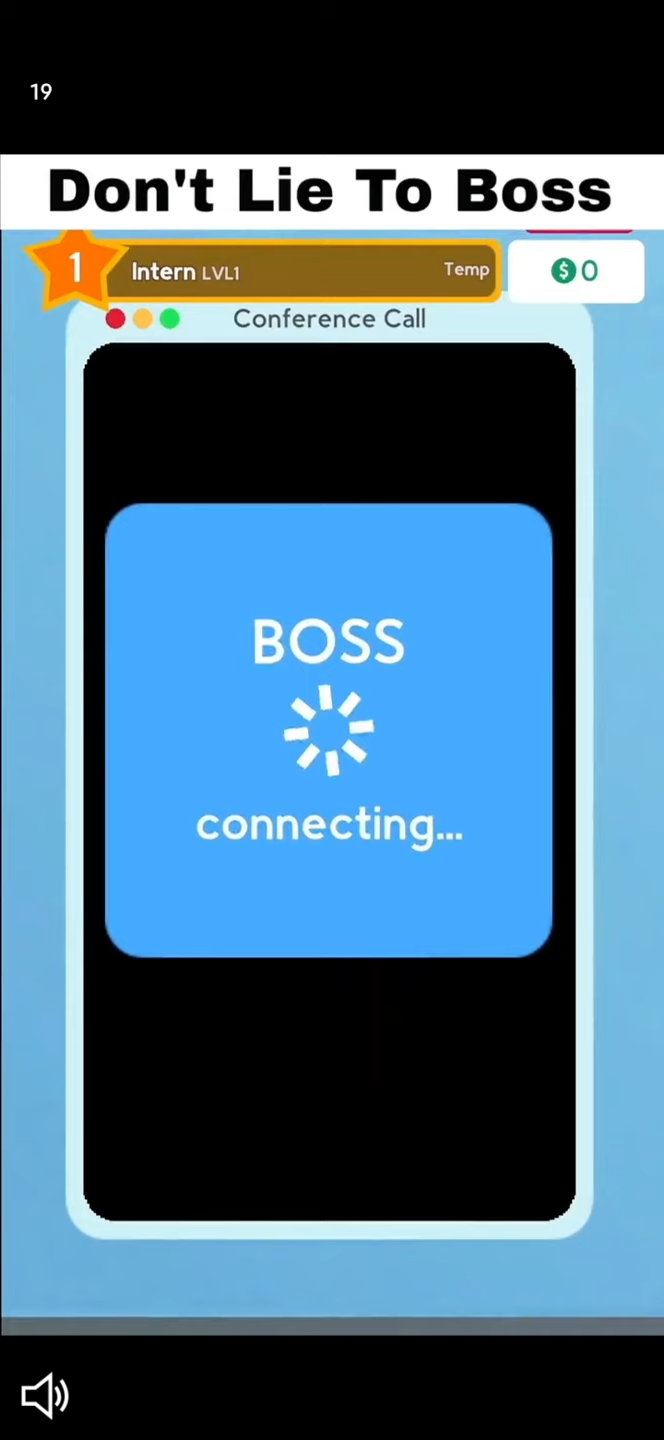 19
Don't Lie To Boss
1 Intern LVL1 Temp $ 0
Conference Call
BOSS
connecting...